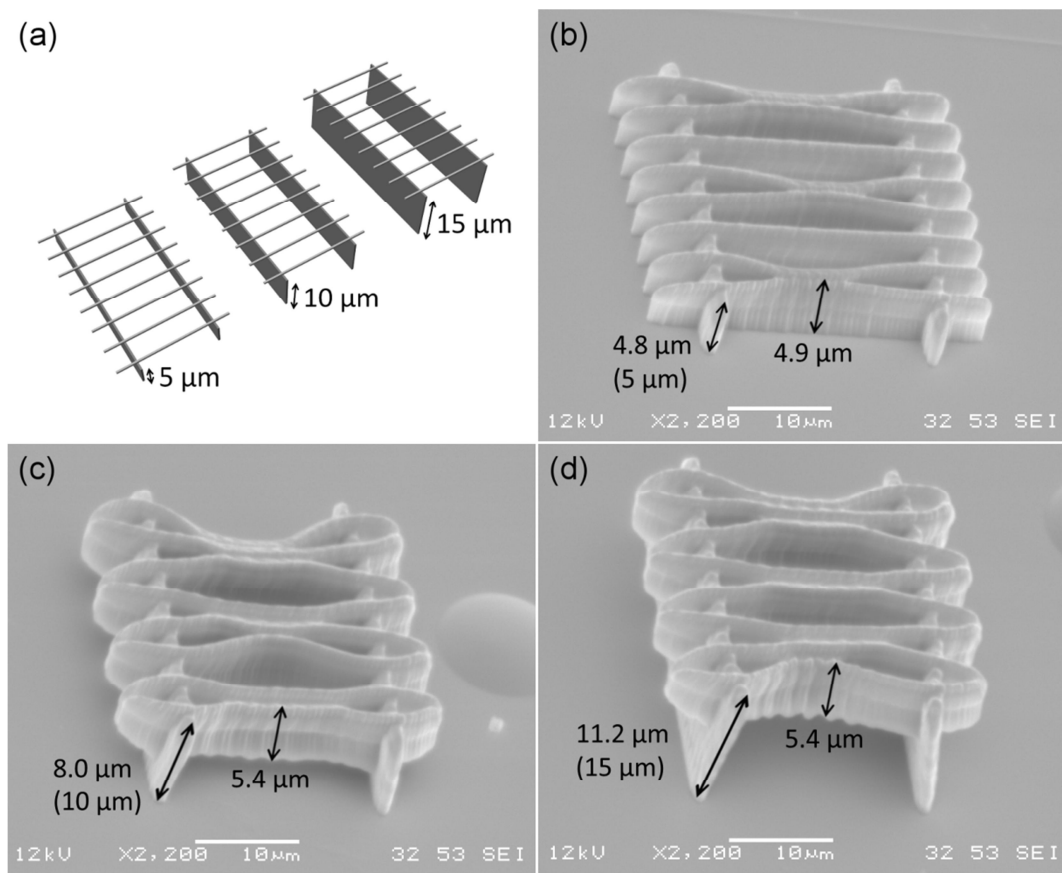 (a)
15 μm
10 μm
5 μm
(b)
4.8 μm
(5 μm)
4.9 μm
12kV X2,200 10μm 32 53 SEI
(c)
8.0 μm
(10 μm)
5.4 μm
12kV X2,200 10μm 32 53 SEI
(d)
11.2 μm
(15 μm)
5.4 μm
12kV X2,200 10μm 32 53 SEI